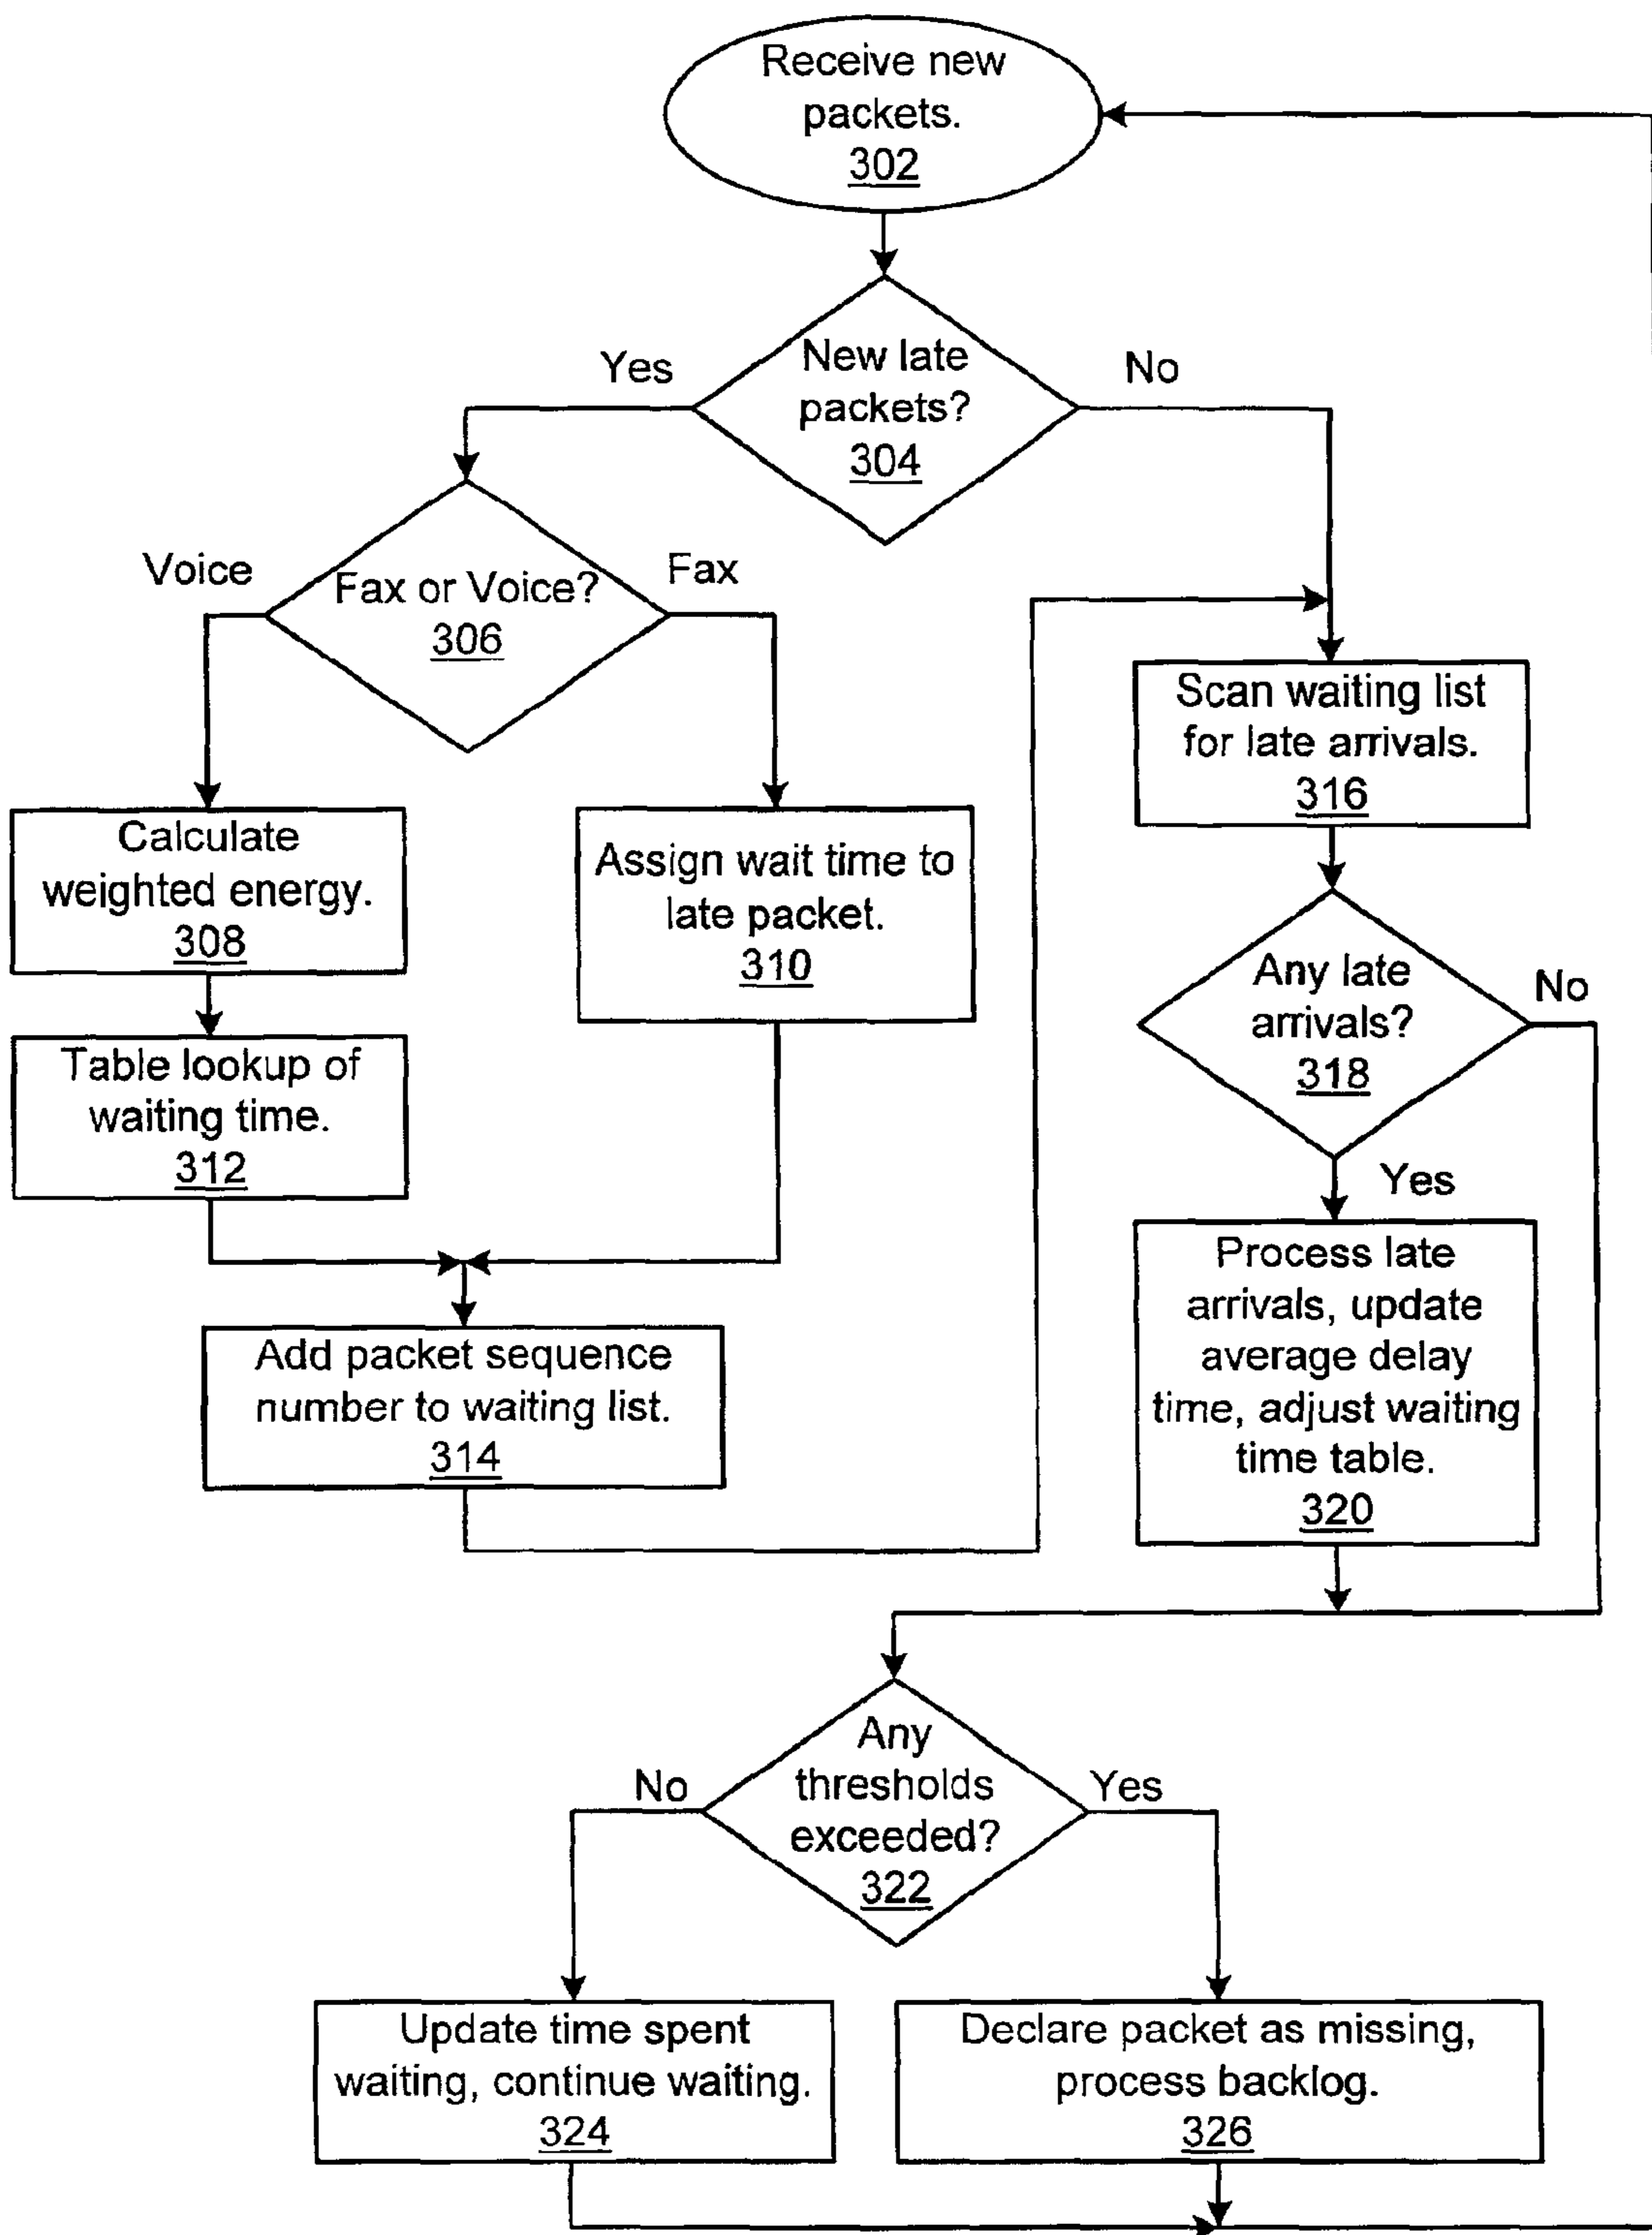 Receive new
packets.
302
New late
packets?
304
Yes
No
Fax or Voice?
306
Voice
Fax
Calculate
weighted energy.
308
Assign wait time to
late packet.
310
Table lookup of
waiting time.
312
Add packet sequence
number to waiting list.
314
Scan waiting list
for late arrivals.
316
Any late
arrivals?
318
No
Yes
Process late
arrivals, update
average delay
time, adjust waiting
time table.
320
Any
thresholds
exceeded?
322
No
Yes
Update time spent
waiting, continue waiting.
324
Declare packet as missing,
process backlog.
326